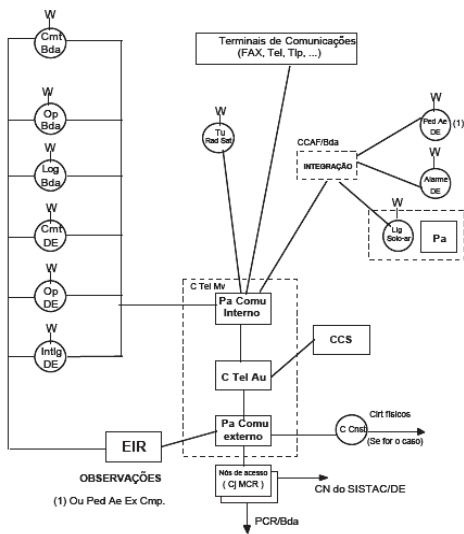 W
Cmt
Bda
W
Op
Bda
W
Log
Bda
W
Cmt
DE
W
Op
DE
W
Intlg
DE
Terminais de Comunicações
(FAX, Tel, Tlp, ...)
W
Tu
Rad Sat
CCAF/Bda
INTEGRAÇÃO
W
Ped Ae
DE
(1)
W
Alarme
DE
W
Lig
Solo-ar
Pa
C Tel Mv
Pa Comu
Interno
C Tel Au
CCS
Pa Comu
externo
EIR
C Cnst
Cirt físicos
(Se for o caso)
Nós de acesso
( Cj MCR )
CN do SISTAC/DE
PCR/Bda
OBSERVAÇÕES
(1) Ou Ped Ae Ex Cmp.